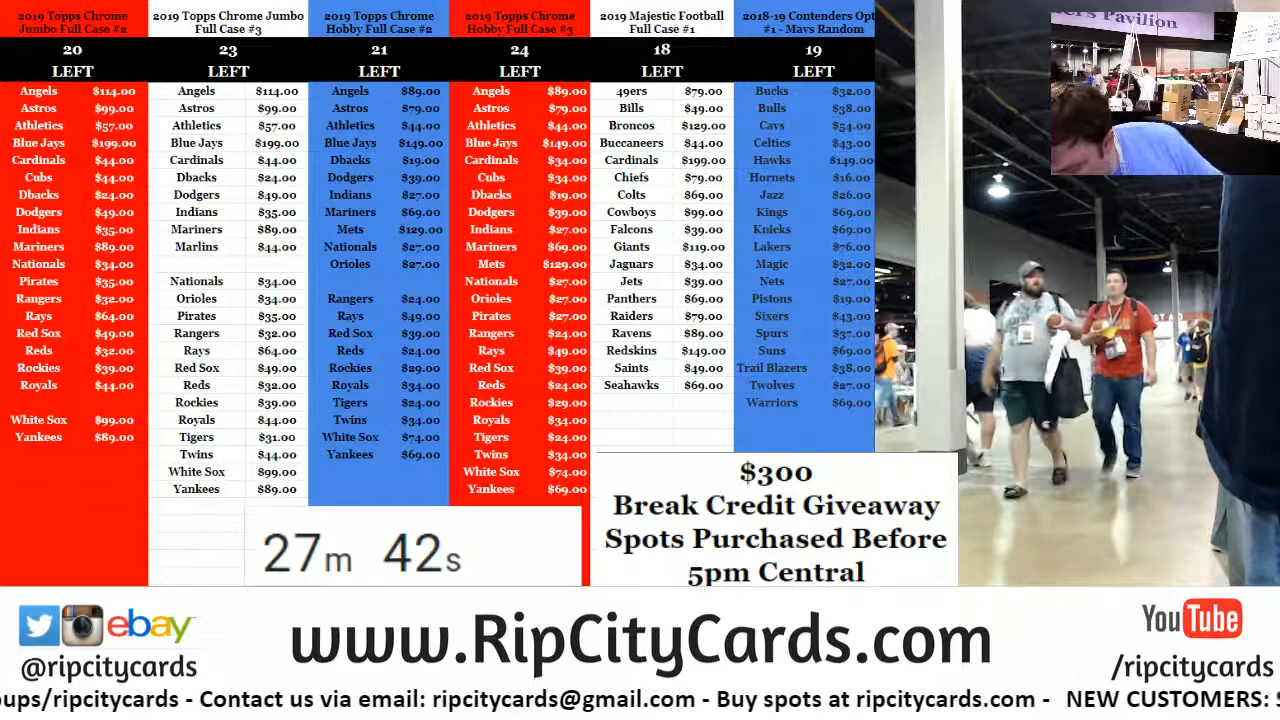 2019 Topps Chrome Jumbo Full Case #2
20
LEFT
Angels $114.00
Astros $99.00
Athletics $57.00
Blue Jays $199.00
Cardinals $44.00
Cubs $44.00
Dbacks $24.00
Dodgers $49.00
Indians $35.00
Mariners $89.00
Nationals $34.00
Pirates $35.00
Rangers $32.00
Rays $64.00
Red Sox $49.00
Reds $32.00
Rockies $39.00
Royals $44.00
White Sox $99.00
Yankees $89.00
2019 Topps Chrome Jumbo Full Case #3
23
LEFT
Angels $114.00
Astros $99.00
Athletics $57.00
Blue Jays $199.00
Cardinals $44.00
Dbacks $24.00
Dodgers $49.00
Indians $35.00
Mariners $89.00
Marlins $44.00
Nationals $34.00
Orioles $34.00
Pirates $35.00
Rangers $32.00
Rays $64.00
Red Sox $49.00
Reds $32.00
Rockies $39.00
Royals $44.00
Tigers $31.00
Twins $44.00
White Sox $99.00
Yankees $89.00
2019 Topps Chrome Hobby Full Case #2
21
LEFT
Angels $89.00
Astros $79.00
Athletics $44.00
Blue Jays $149.00
Dbacks $19.00
Dodgers $39.00
Indians $27.00
Mariners $69.00
Mets $129.00
Nationals $27.00
Orioles $27.00
Rangers $24.00
Rays $49.00
Red Sox $39.00
Reds $24.00
Rockies $29.00
Royals $34.00
Tigers $24.00
Twins $34.00
White Sox $74.00
Yankees $69.00
2019 Topps Chrome Hobby Full Case #3
24
LEFT
Angels $89.00
Astros $79.00
Athletics $44.00
Blue Jays $149.00
Cardinals $34.00
Cubs $34.00
Dbacks $19.00
Dodgers $39.00
Indians $27.00
Mariners $69.00
Mets $129.00
Nationals $27.00
Orioles $27.00
Pirates $27.00
Rangers $24.00
Rays $49.00
Red Sox $39.00
Reds $24.00
Rockies $29.00
Royals $34.00
Tigers $24.00
Twins $34.00
White Sox $74.00
Yankees $69.00
2019 Majestic Football Full Case #1
18
LEFT
49ers $79.00
Bills $49.00
Broncos $129.00
Buccaneers $44.00
Cardinals $199.00
Chiefs $79.00
Colts $69.00
Cowboys $99.00
Falcons $39.00
Giants $119.00
Jaguars $34.00
Jets $39.00
Panthers $69.00
Raiders $79.00
Ravens $89.00
Redskins $149.00
Saints $49.00
Seahawks $69.00
2018-19 Contenders Opt #1 - Mavs Random
19
LEFT
Bucks $32.00
Bulls $38.00
Cavs $54.00
Celtics $43.00
Hawks $149.00
Hornets $16.00
Jazz $26.00
Kings $69.00
Knicks $69.00
Lakers $76.00
Magic $32.00
Nets $27.00
Pistons $19.00
Sixers $43.00
Spurs $37.00
Suns $69.00
Trail Blazers $38.00
Twolves $27.00
Warriors $69.00
Pavilion
27m 42s
$300
Break Credit Giveaway
Spots Purchased Before
5pm Central
ebay
@ripcitycards
www.RipCityCards.com
YouTube
/ripcitycards
oups/ripcitycards - Contact us via email: ripcitycards@gmail.com - Buy spots at ripcitycards.com - NEW CUSTOMERS: